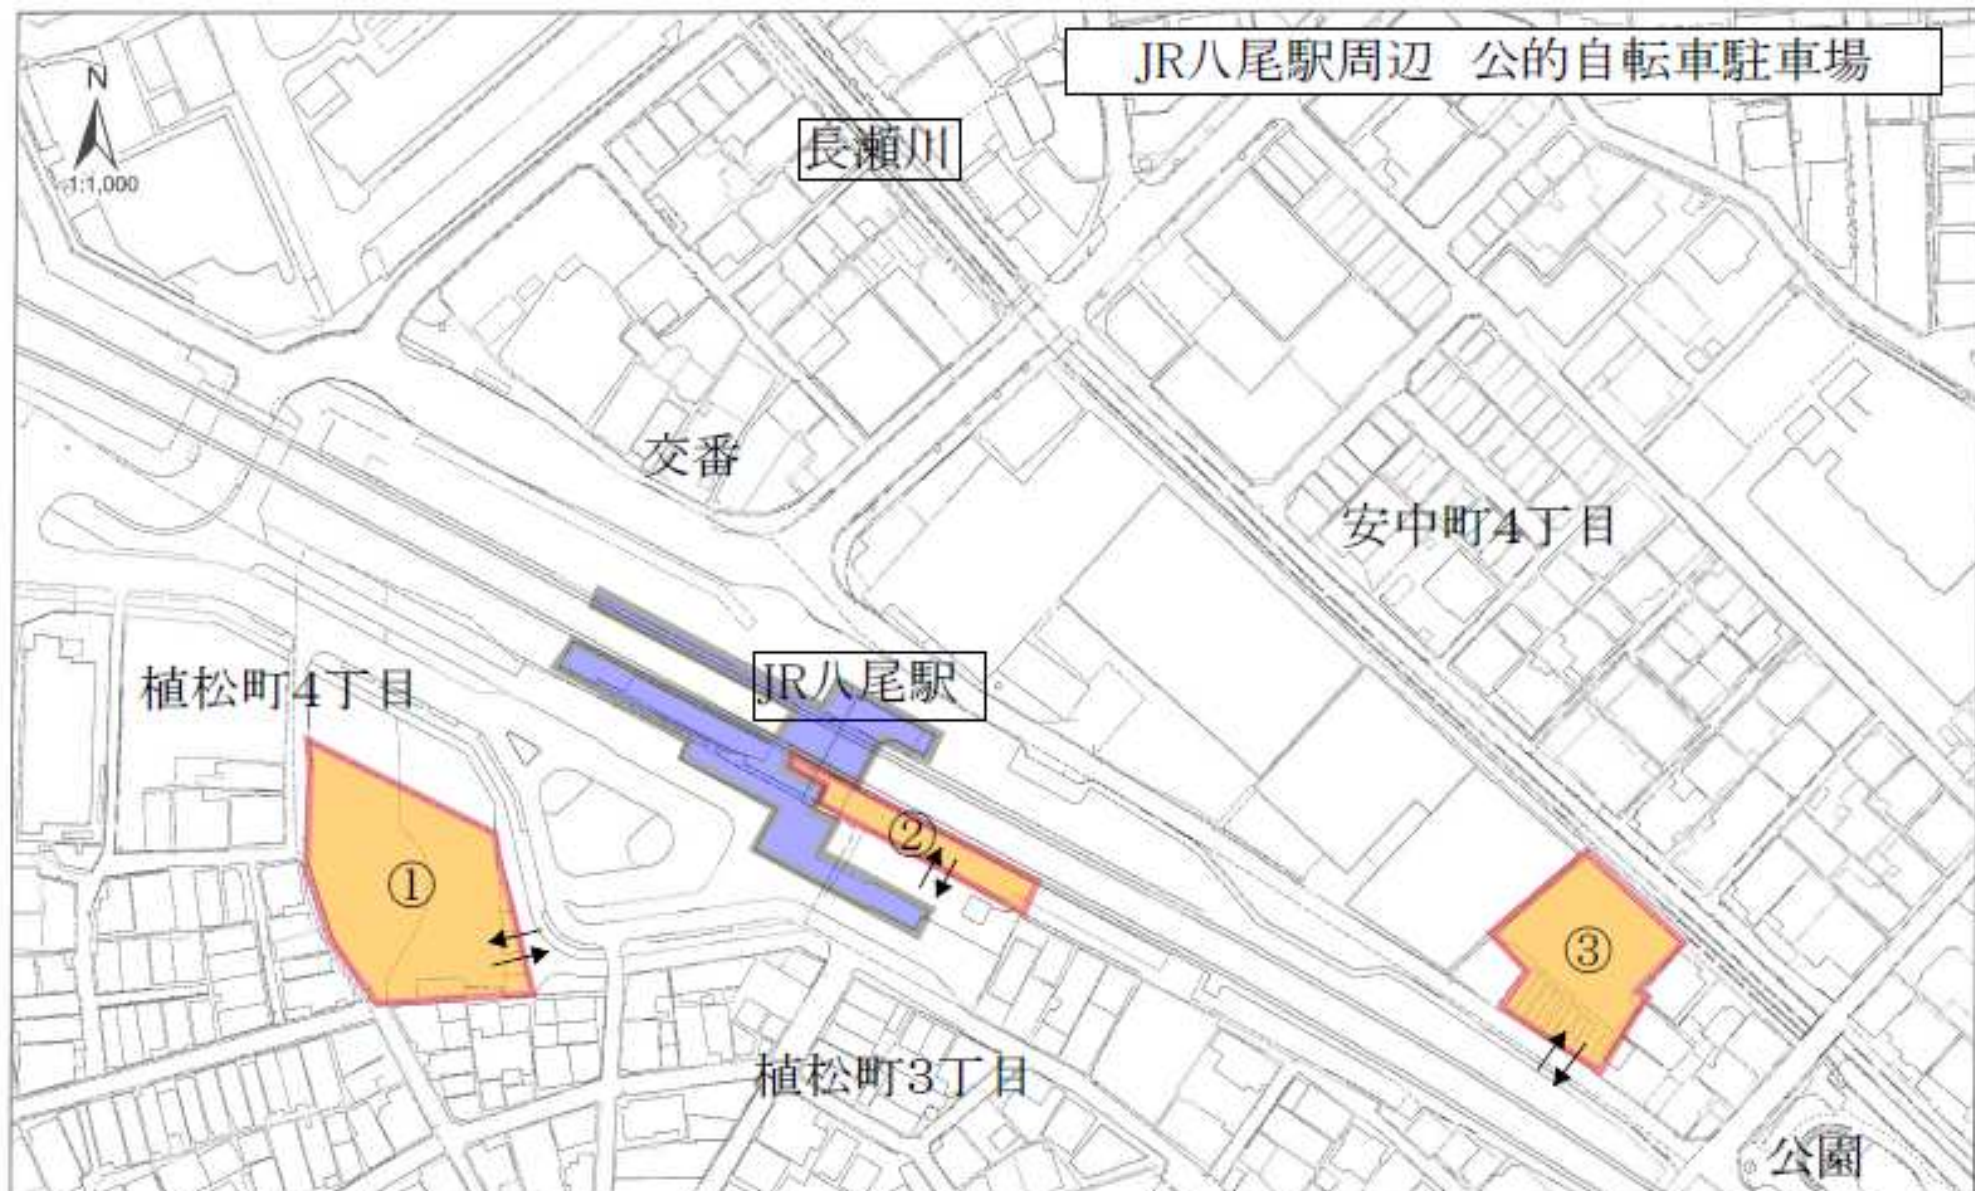 JR八尾駅周辺 公的自転車駐車場
N
1:1,000
長瀬川
交番
安中町4丁目
JR八尾駅
植松町4丁目
②
①
③
植松町3丁目
公園